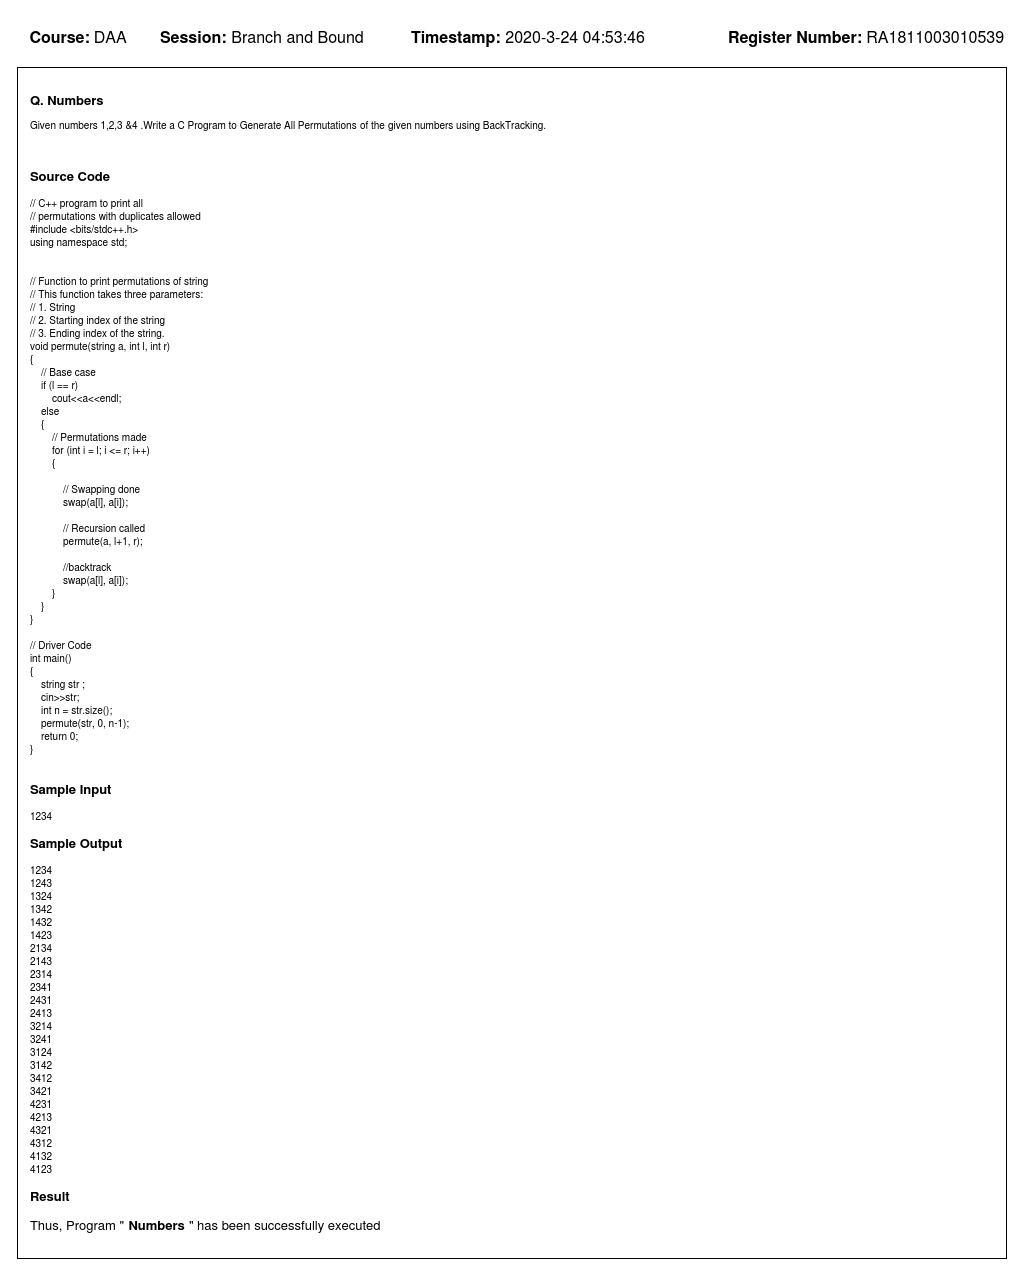 Course: DAA Session: Branch and Bound Timestamp: 2020-3-24 04:53:46 Register Number: RA1811003010539
Q. Numbers
Given numbers 1,2,3 &4 .Write a C Program to Generate All Permutations of the given numbers using BackTracking.
Source Code
// C++ program to print all
// permutations with duplicates allowed
#include <bits/stdc++.h>
using namespace std;
// Function to print permutations of string
// This function takes three parameters:
// 1. String
// 2. Starting index of the string
// 3. Ending index of the string.
void permute(string a, int l, int r)
{
// Base case
if (l == r)
cout<<a<<endl;
else
{
// Permutations made
for (int i = l; i <= r; i++)
{
// Swapping done
swap(a[l], a[i]);
// Recursion called
permute(a, l+1, r);
//backtrack
swap(a[l], a[i]);
}
}
}
// Driver Code
int main()
{
string str ;
cin>>str;
int n = str.size();
permute(str, 0, n-1);
return 0;
}
Sample Input
1234
Sample Output
1234
1243
1324
1342
1432
1423
2134
2143
2314
2341
2431
2413
3214
3241
3124
3142
3412
3421
4231
4213
4321
4312
4132
4123
Result
Thus, Program " Numbers " has been successfully executed